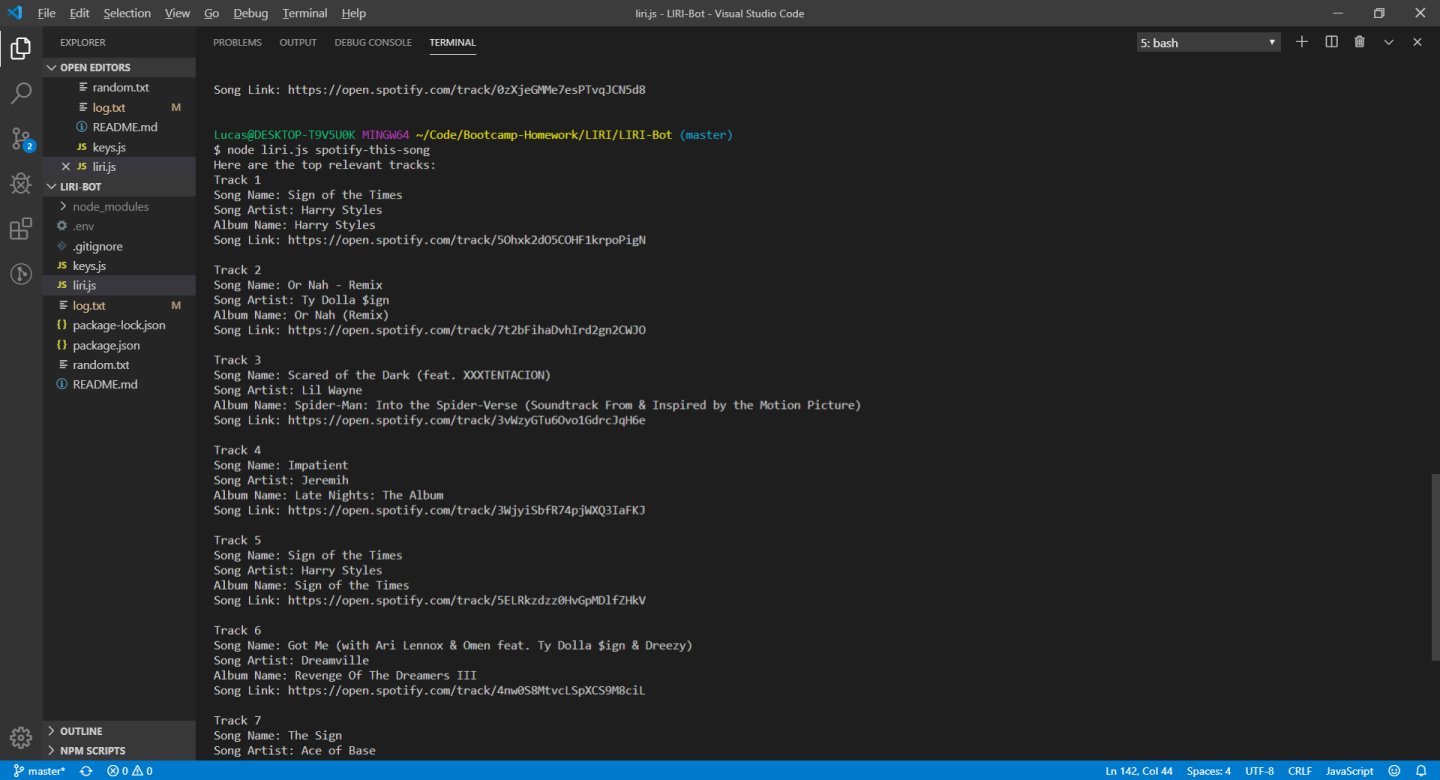 File Edit Selection View Go Debug Terminal Help
liri.js - LIRI-Bot - Visual Studio Code
EXPLORER
OPEN EDITORS
random.txt
log.txt M
README.md
JS keys.js
JS liri.js
LIRI-BOT
node_modules
.env
.gitignore
JS keys.js
JS liri.js
log.txt M
{} package-lock.json
{} package.json
random.txt
README.md
OUTLINE
NPM SCRIPTS
2
PROBLEMS OUTPUT DEBUG CONSOLE TERMINAL
5: bash
Song Link: https://open.spotify.com/track/0zXjeGMMe7esPTvqJCN5d8
Lucas@DESKTOP-T9V5U0K MINGW64 ~/Code/Bootcamp-Homework/LIRI/LIRI-Bot (master)
$ node liri.js spotify-this-song
Here are the top relevant tracks:
Track 1
Song Name: Sign of the Times
Song Artist: Harry Styles
Album Name: Harry Styles
Song Link: https://open.spotify.com/track/5Ohxk2dO5COHF1krpoPigN
Track 2
Song Name: Or Nah - Remix
Song Artist: Ty Dolla $ign
Album Name: Or Nah (Remix)
Song Link: https://open.spotify.com/track/7t2bFihaDvhIrd2gn2CWJO
Track 3
Song Name: Scared of the Dark (feat. XXXTENTACION)
Song Artist: Lil Wayne
Album Name: Spider-Man: Into the Spider-Verse (Soundtrack From & Inspired by the Motion Picture)
Song Link: https://open.spotify.com/track/3vWzyGTu6Ovo1GdrcJqH6e
Track 4
Song Name: Impatient
Song Artist: Jeremih
Album Name: Late Nights: The Album
Song Link: https://open.spotify.com/track/3WjyiSbfR74pjWXQ3IaFKJ
Track 5
Song Name: Sign of the Times
Song Artist: Harry Styles
Album Name: Sign of the Times
Song Link: https://open.spotify.com/track/5ELRkzdzz0HvGpMDlfZHkV
Track 6
Song Name: Got Me (with Ari Lennox & Omen feat. Ty Dolla $ign & Dreezy)
Song Artist: Dreamville
Album Name: Revenge Of The Dreamers III
Song Link: https://open.spotify.com/track/4nw0S8MtvcLSpXCS9M8ciL
Track 7
Song Name: The Sign
Song Artist: Ace of Base
master* 0 0 Ln 142, Col 44 Spaces: 4 UTF-8 CRLF JavaScript